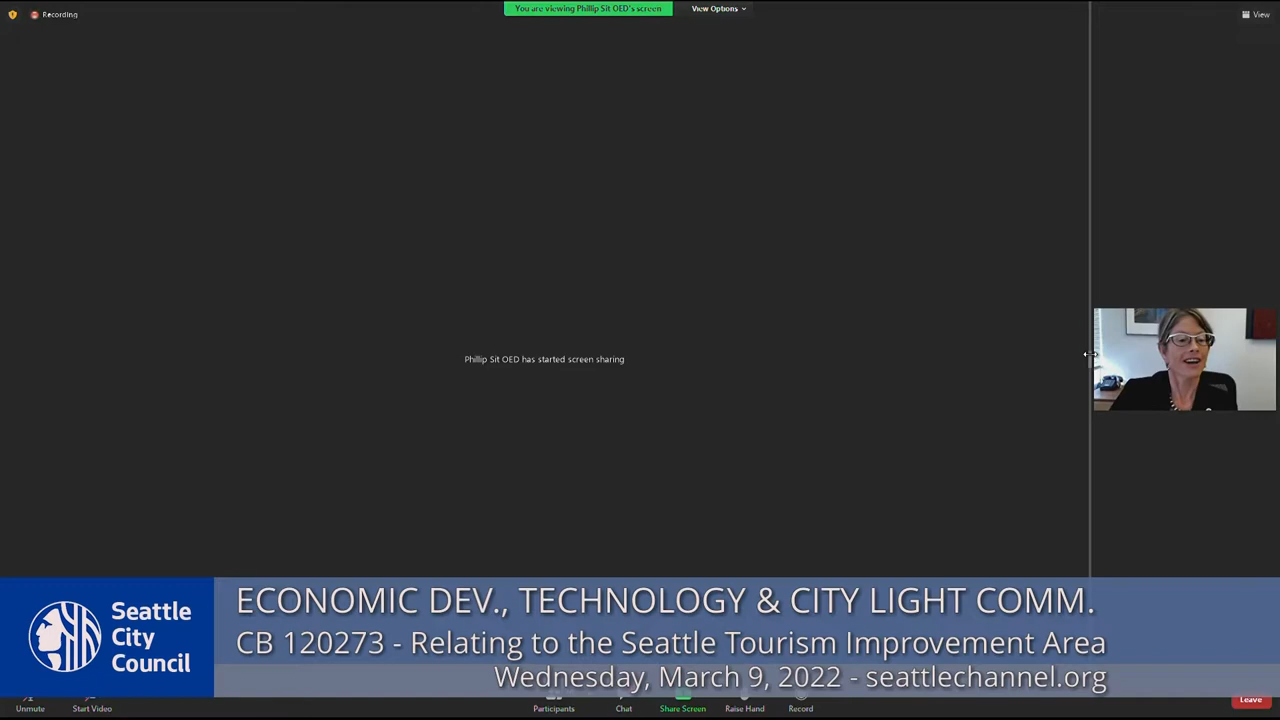 Recording
You are viewing Phillip Sit OED's screen
View Options
View
Phillip Sit OED has started screen sharing
Seattle
City
Council
ECONOMIC DEV., TECHNOLOGY & CITY LIGHT COMM.
CB 120273 - Relating to the Seattle Tourism Improvement Area
Wednesday, March 9, 2022 - seattlechannel.org
Unmute
Start Video
Participants
Chat
Share Screen
Raise Hand
Record
Leave